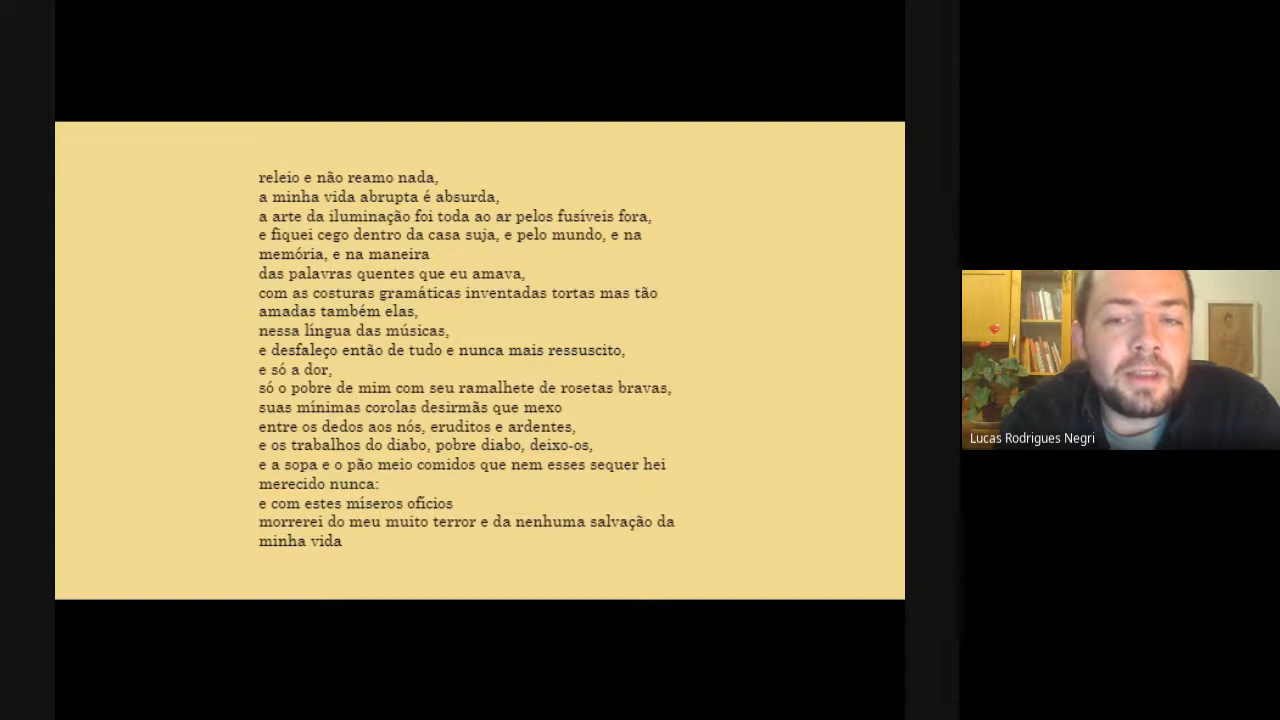 releio e não reamo nada,
a minha vida abrupta é absurda,
a arte da iluminação foi toda ao ar pelos fusíveis fora,
e fiquei cego dentro da casa suja, e pelo mundo, e na
memória, e na maneira
das palavras quentes que eu amava,
com as costuras gramáticas inventadas tortas mas tão
amadas também elas,
nessa língua das músicas,
e desfaleço então de tudo e nunca mais ressuscito,
e só a dor,
só o pobre de mim com seu ramalhete de rosetas bravas,
suas mínimas corolas desirmãs que mexo
entre os dedos aos nós, eruditos e ardentes,
e os trabalhos do diabo, pobre diabo, deixo-os,
e a sopa e o pão meio comidos que nem esses sequer hei
merecido nunca:
e com estes míseros ofícios
morrerei do meu muito terror e da nenhuma salvação da
minha vida
Lucas Rodrigues Negri